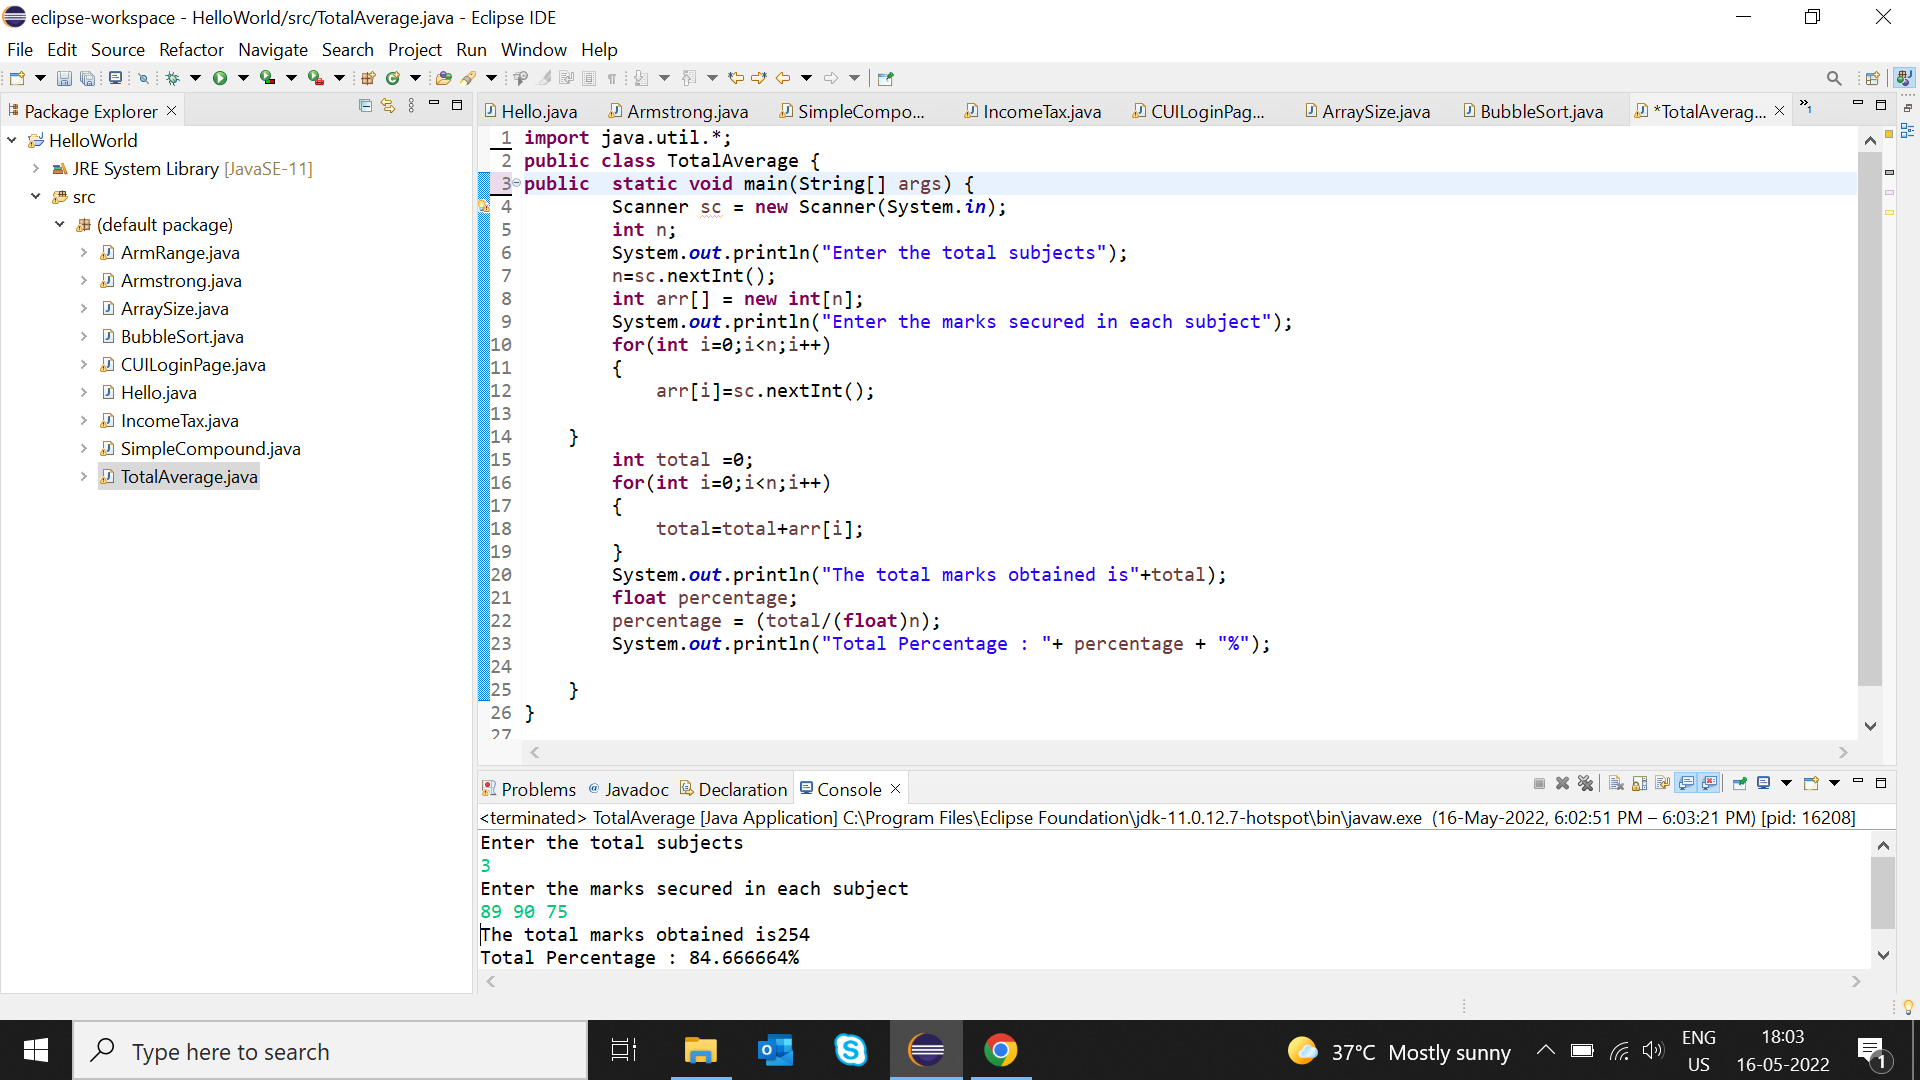 eclipse-workspace - HelloWorld/src/TotalAverage.java - Eclipse IDE
File Edit Source Refactor Navigate Search Project Run Window Help
Package Explorer
HelloWorld
JRE System Library [JavaSE-11]
src
(default package)
ArmRange.java
Armstrong.java
ArraySize.java
BubbleSort.java
CUILoginPage.java
Hello.java
IncomeTax.java
SimpleCompound.java
TotalAverage.java
Hello.java Armstrong.java SimpleCompo... IncomeTax.java CUILoginPag... ArraySize.java BubbleSort.java *TotalAverag... »1
1 import java.util.*;
2 public class TotalAverage {
3 public  static void main(String[] args) {
4         Scanner sc = new Scanner(System.in);
5         int n;
6         System.out.println("Enter the total subjects");
7         n=sc.nextInt();
8         int arr[] = new int[n];
9         System.out.println("Enter the marks secured in each subject");
10        for(int i=0;i<n;i++)
11        {
12            arr[i]=sc.nextInt();
13
14    }
15        int total =0;
16        for(int i=0;i<n;i++)
17        {
18            total=total+arr[i];
19        }
20        System.out.println("The total marks obtained is"+total);
21        float percentage;
22        percentage = (total/(float)n);
23        System.out.println("Total Percentage : "+ percentage + "%");
24
25    }
26 }
27
Problems @ Javadoc Declaration Console
<terminated> TotalAverage [Java Application] C:\Program Files\Eclipse Foundation\jdk-11.0.12.7-hotspot\bin\javaw.exe (16-May-2022, 6:02:51 PM – 6:03:21 PM) [pid: 16208]
Enter the total subjects
3
Enter the marks secured in each subject
89 90 75
The total marks obtained is254
Total Percentage : 84.666664%
Type here to search
37°C Mostly sunny
ENG
US
18:03
16-05-2022
1